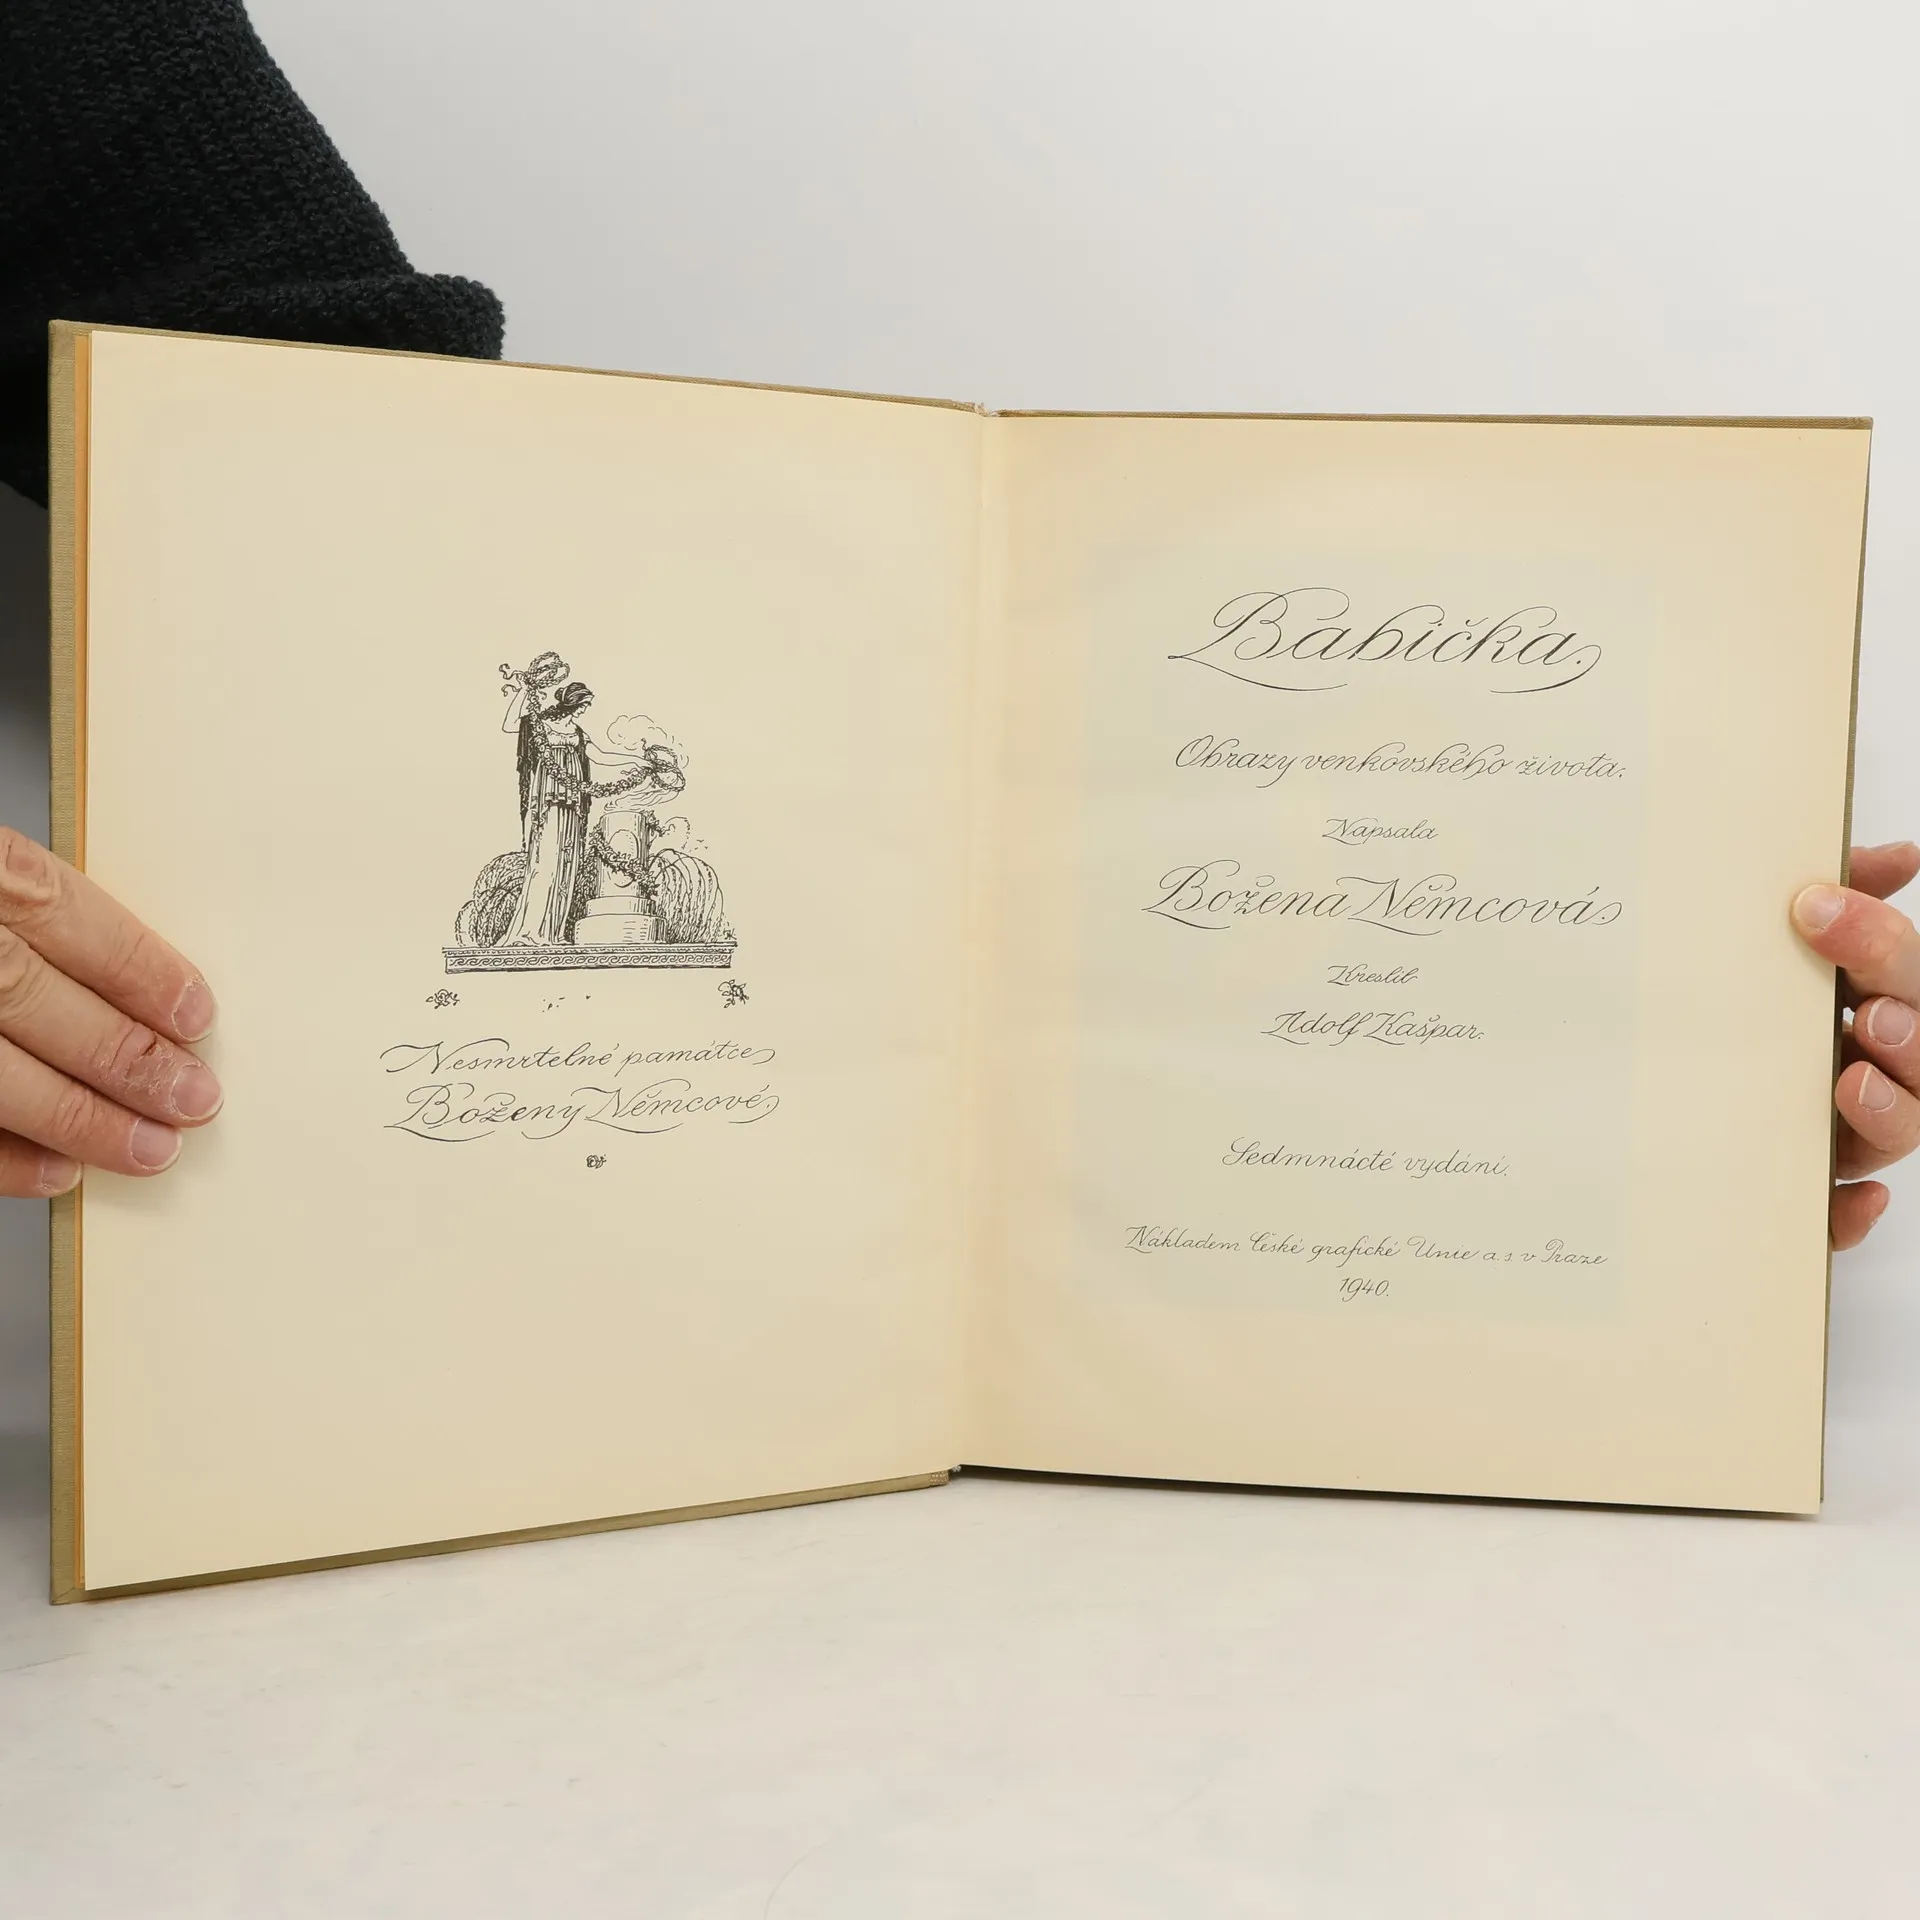 Nesmrtelné památce
Boženy Němcové.
Babička.
Obrazy venkovského života.
Napsala
Božena Němcová.
Kreslil
Adolf Kašpar.
Sedmnácté vydání.
Nákladem České grafické Unie a. s. v Praze
1940.